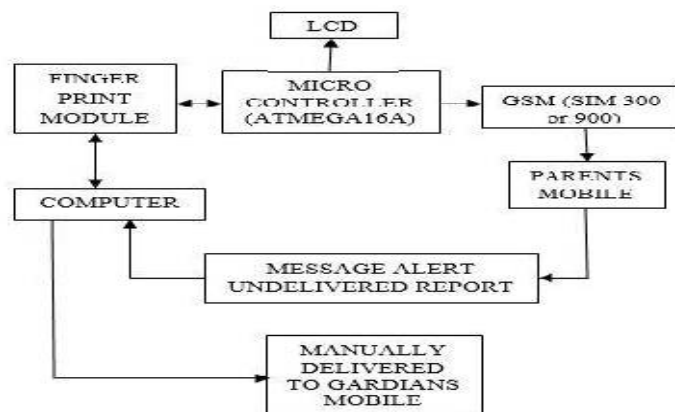 LCD
FINGER
PRINT
MODULE
MICRO
CONTROLLER
(ATMEGA16A)
GSM (SIM 300
or 900)
PARENTS
MOBILE
COMPUTER
MESSAGE ALERT
UNDELIVERED REPORT
MANUALLY
DELIVERED
TO GARDIANS
MOBILE